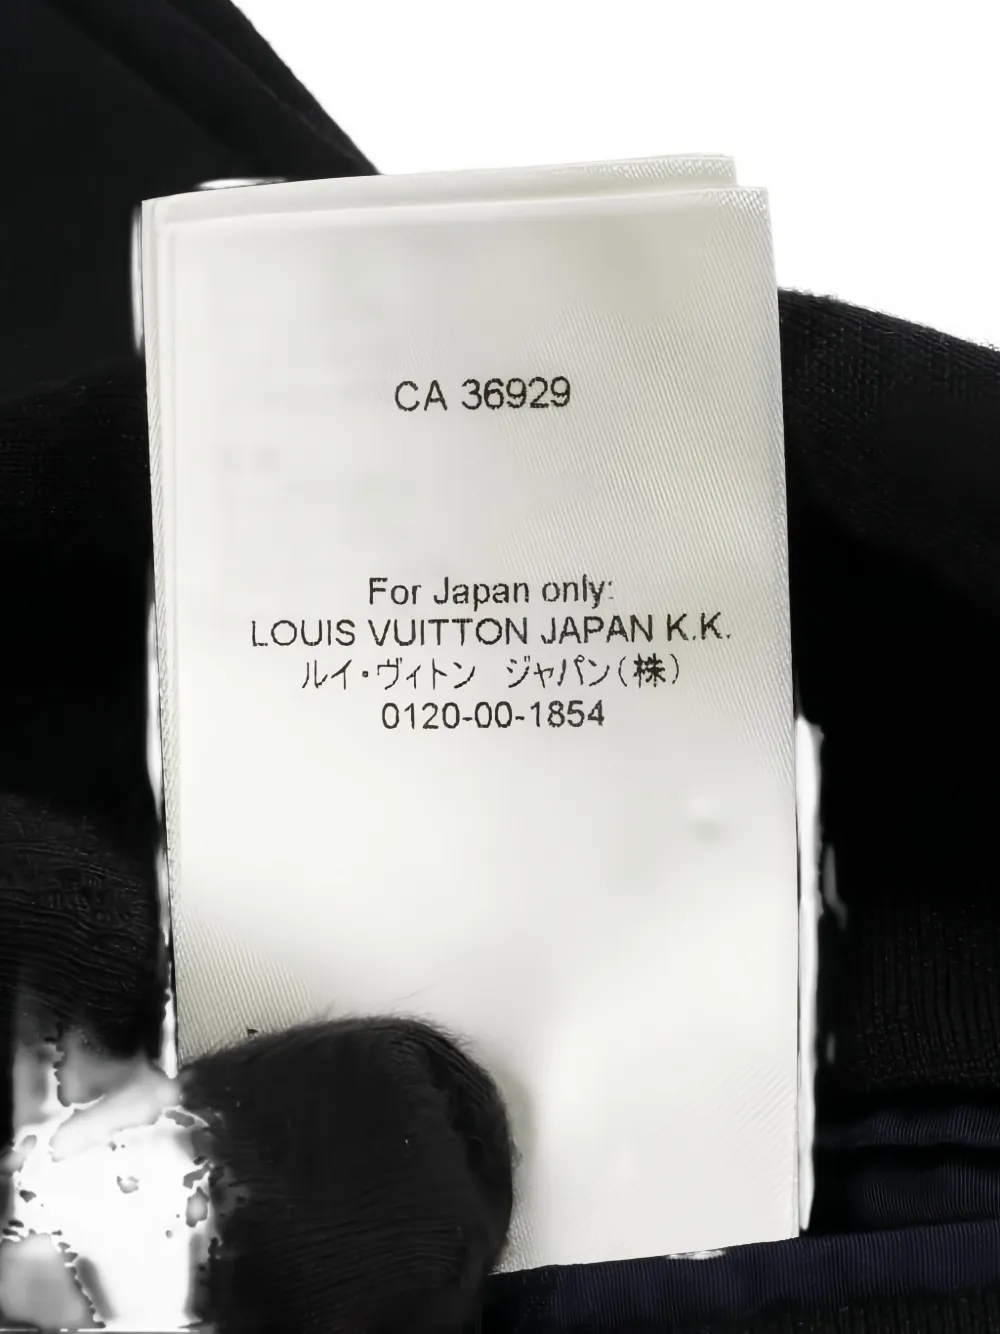 CA 36929
For Japan only:
LOUIS VUITTON JAPAN K.K.
ルイ・ヴィトン ジャパン(株)
0120-00-1854